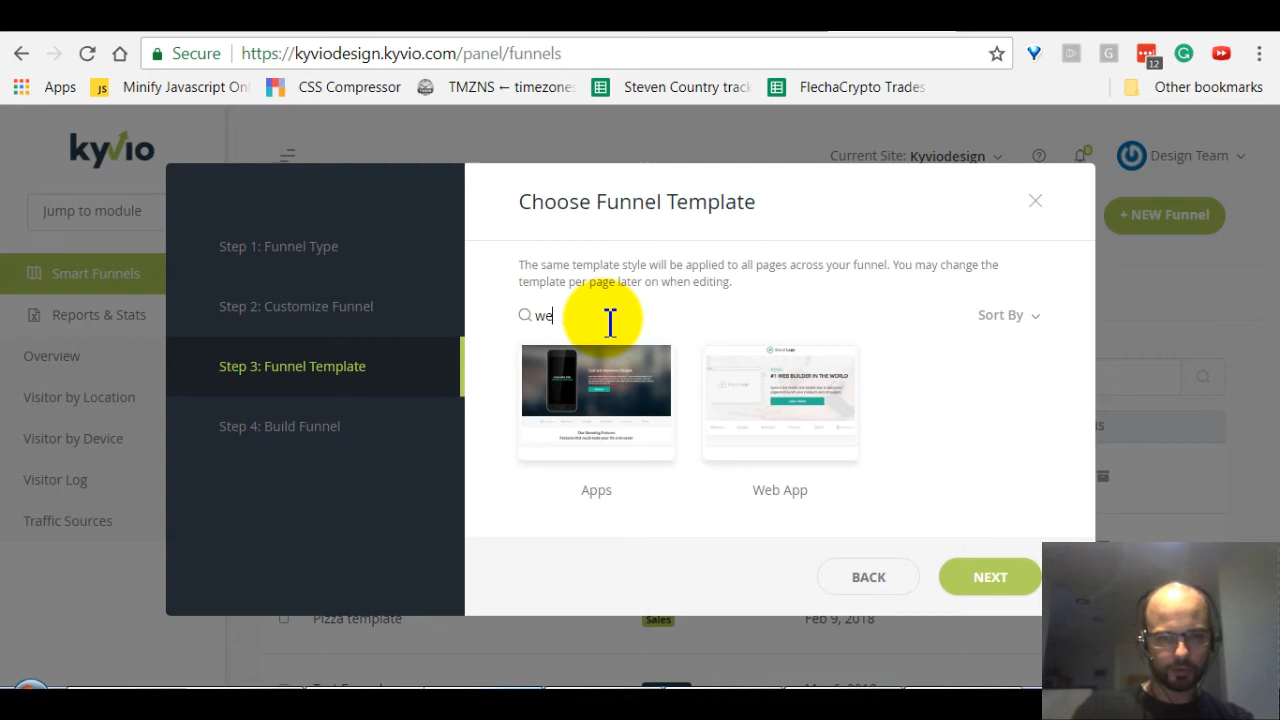 Secure https://kyviodesign.kyvio.com/panel/funnels
12
Apps JS Minify Javascript Onl CSS Compressor TMZNS ← timezone: Steven Country track FlechaCrypto Trades Other bookmarks
kyvio
Current Site: Kyviodesign
0
Design Team
Jump to module
+ NEW Funnel
Choose Funnel Template
Step 1: Funnel Type
Step 2: Customize Funnel
Step 3: Funnel Template
Step 4: Build Funnel
The same template style will be applied to all pages across your funnel. You may change the
template per page later on when editing.
we
Sort By
Smart Funnels
Reports & Stats
Overview
Visitor by Location
Visitor by Device
Visitor Log
Traffic Sources
Brand Logo
#1 WEB BUILDER IN THE WORLD
Apps
Web App
BACK
NEXT
Pizza template Sales Feb 9, 2018